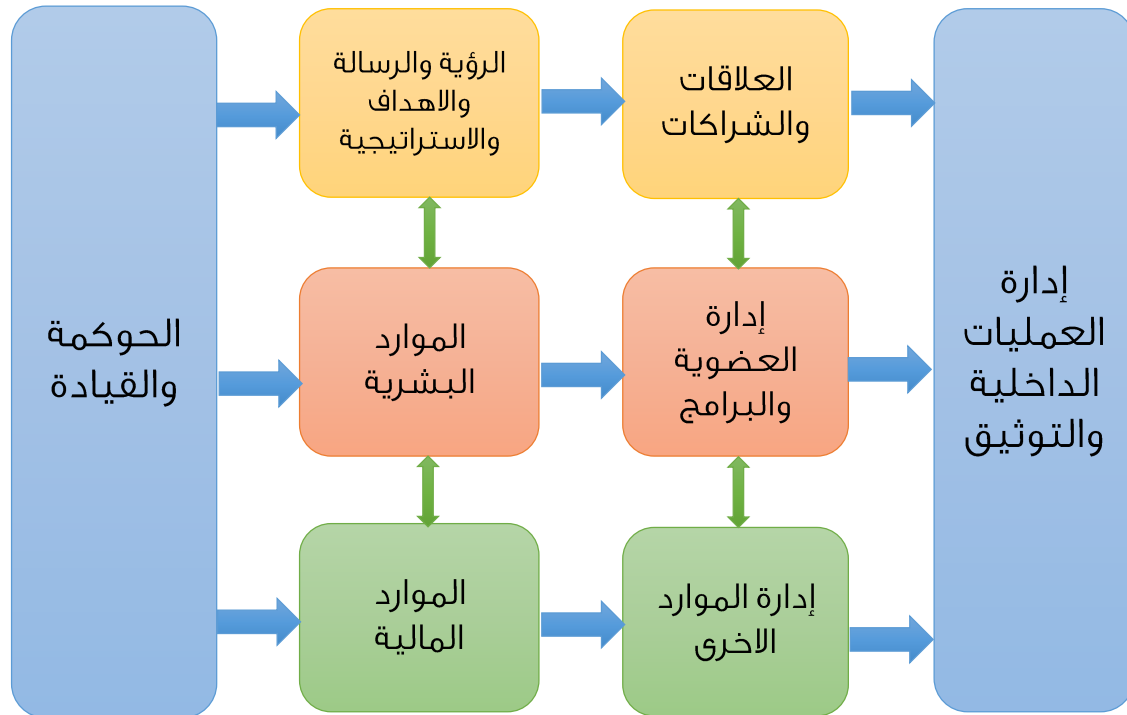 الحوكمة
والقيادة
الرؤية والرسالة
والاهداف
والاستراتيجية
العلاقات
والشراكات
الموارد
البشرية
إدارة
العضوية
والبرامج
الموارد
المالية
إدارة الموارد
الاخرى
إدارة
العمليات
الداخلية
والتوثيق